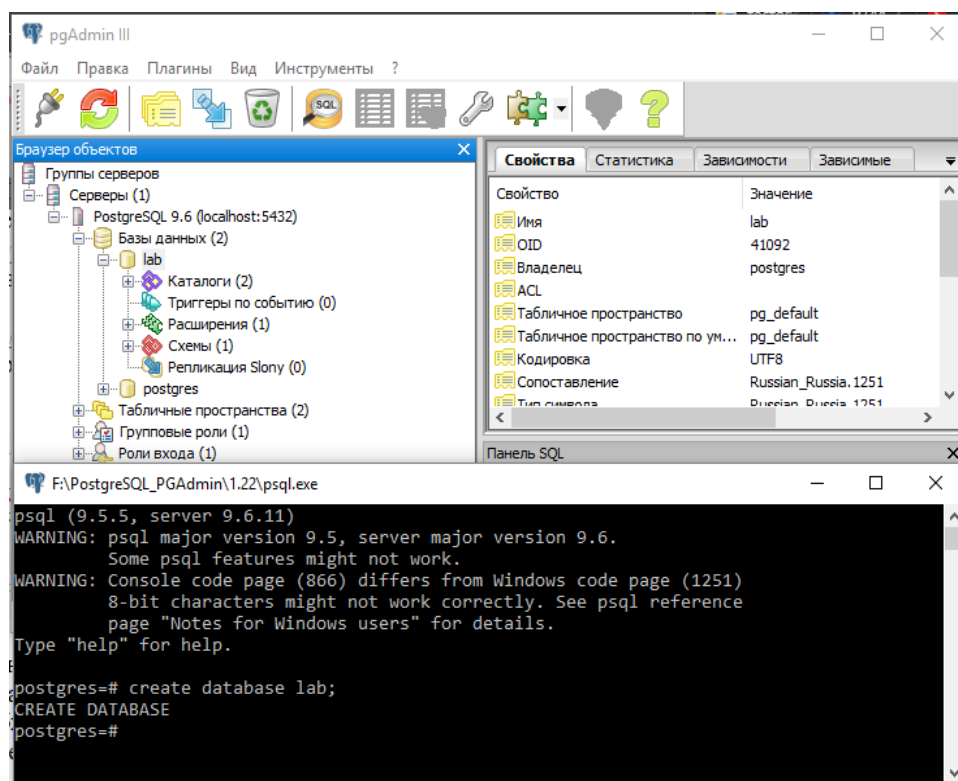 pgAdmin III
Файл Правка Плагины Вид Инструменты ?
SQL
Браузер объектов
Группы серверов
Серверы (1)
PostgreSQL 9.6 (localhost:5432)
Базы данных (2)
lab
Каталоги (2)
Триггеры по событию (0)
Расширения (1)
Схемы (1)
Репликация Slony (0)
postgres
Табличные пространства (2)
Групповые роли (1)
Роли входа (1)
Свойства Статистика Зависимости Зависимые
Свойство Значение
Имя lab
OID 41092
Владелец postgres
ACL
Табличное пространство pg_default
Табличное пространство по ум... pg_default
Кодировка UTF8
Сопоставление Russian_Russia.1251
Тип символа Russian_Russia.1251
Панель SQL
F:\PostgreSQL_PGAdmin\1.22\psql.exe
psql (9.5.5, server 9.6.11)
WARNING: psql major version 9.5, server major version 9.6.
Some psql features might not work.
WARNING: Console code page (866) differs from Windows code page (1251)
8-bit characters might not work correctly. See psql reference
page "Notes for Windows users" for details.
Type "help" for help.
postgres=# create database lab;
CREATE DATABASE
postgres=#